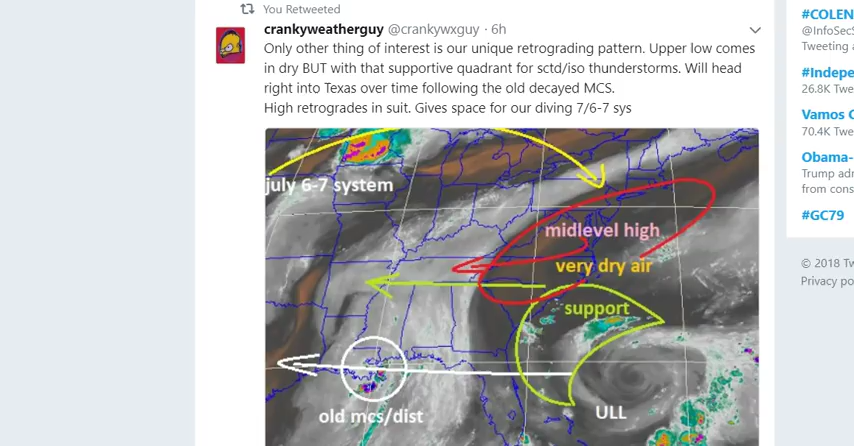 You Retweeted
crankyweatherguy @crankywxguy · 6h
Only other thing of interest is our unique retrograding pattern. Upper low comes
in dry BUT with that supportive quadrant for sctd/iso thunderstorms. Will head
right into Texas over time following the old decayed MCS.
High retrogrades in suit. Gives space for our diving 7/6-7 sys
july 6-7 system
midlevel high
very dry air
support
old mcs/dist
ULL
#COLEN
@InfoSecS
Tweeting a
#Indepe
26.8K Twe
Vamos C
70.4K Twe
Obama-
Trump adr
from cons
#GC79
© 2018 Tw
Privacy po